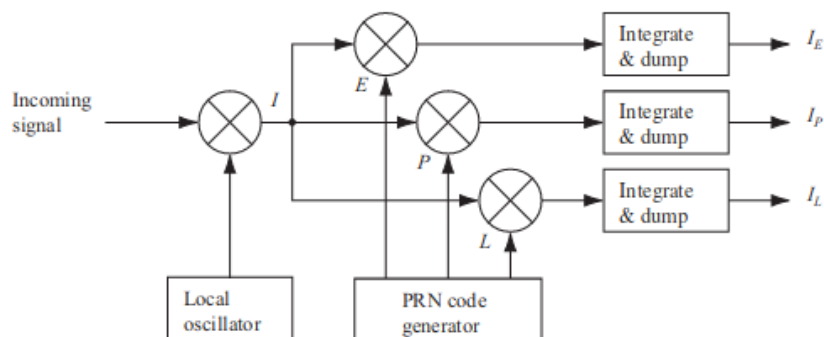 Integrate
& dump
I_E
E
Incoming
signal
I
Integrate
& dump
I_P
P
Integrate
& dump
I_L
L
Local
oscillator
PRN code
generator